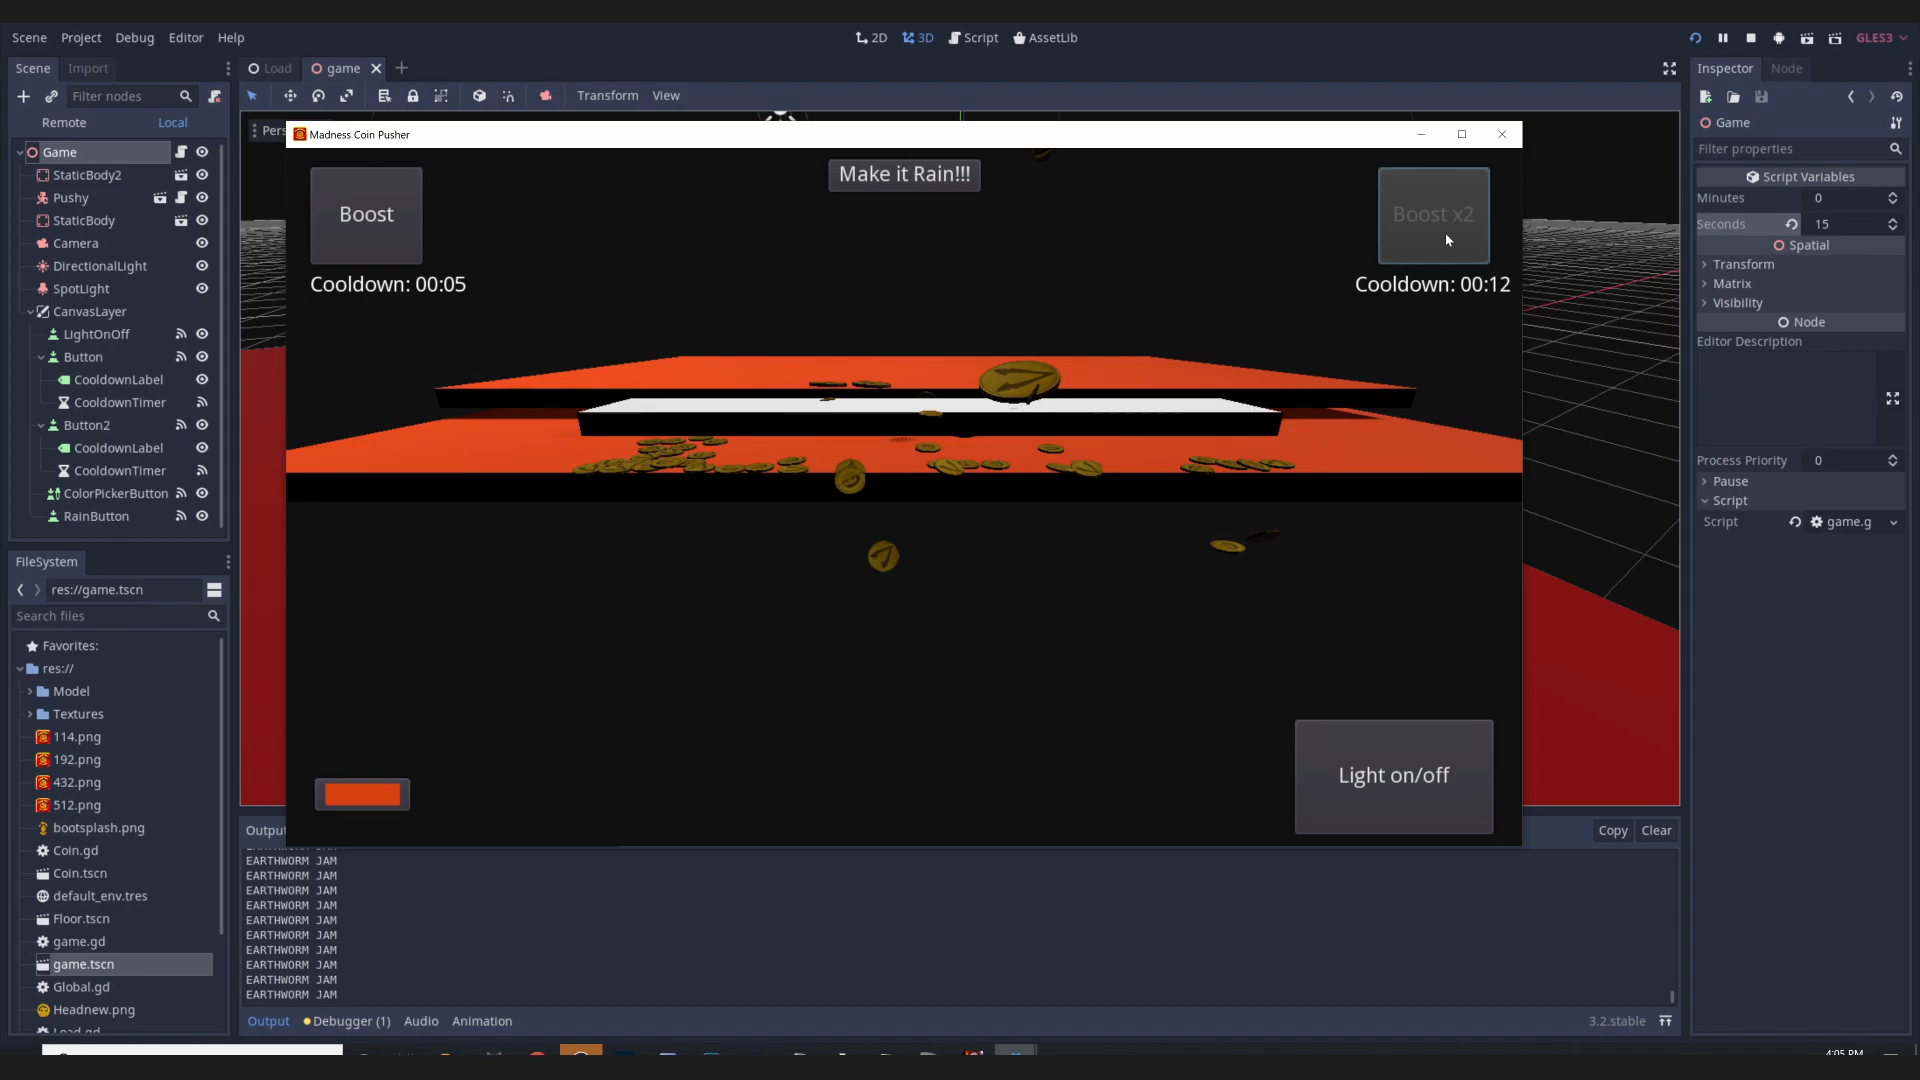 Scene Project Debug Editor Help
2D 3D Script AssetLib
GLES3
Scene Import
Load game
Inspector Node
Filter nodes
Transform View
Remote Local
Pers
Madness Coin Pusher
Game
Filter properties
Game
StaticBody2
Pushy
StaticBody
Camera
DirectionalLight
SpotLight
CanvasLayer
LightOnOff
Button
CooldownLabel
CooldownTimer
Button2
CooldownLabel
CooldownTimer
ColorPickerButton
RainButton
Boost
Make it Rain!!!
Boost x2
Cooldown: 00:05
Cooldown: 00:12
Light on/off
Script Variables
Minutes 0
Seconds 15
Spatial
Transform
Matrix
Visibility
Node
Editor Description
Process Priority 0
Pause
Script
Script game.g
FileSystem
res://game.tscn
Search files
Favorites:
res://
Model
Textures
114.png
192.png
432.png
512.png
bootsplash.png
Coin.gd
Coin.tscn
default_env.tres
Floor.tscn
game.gd
game.tscn
Global.gd
Headnew.png
Load.gd
Output
Copy Clear
EARTHWORM JAM
EARTHWORM JAM
EARTHWORM JAM
EARTHWORM JAM
EARTHWORM JAM
EARTHWORM JAM
EARTHWORM JAM
EARTHWORM JAM
EARTHWORM JAM
EARTHWORM JAM
Output Debugger (1) Audio Animation
3.2.stable
4:05 PM